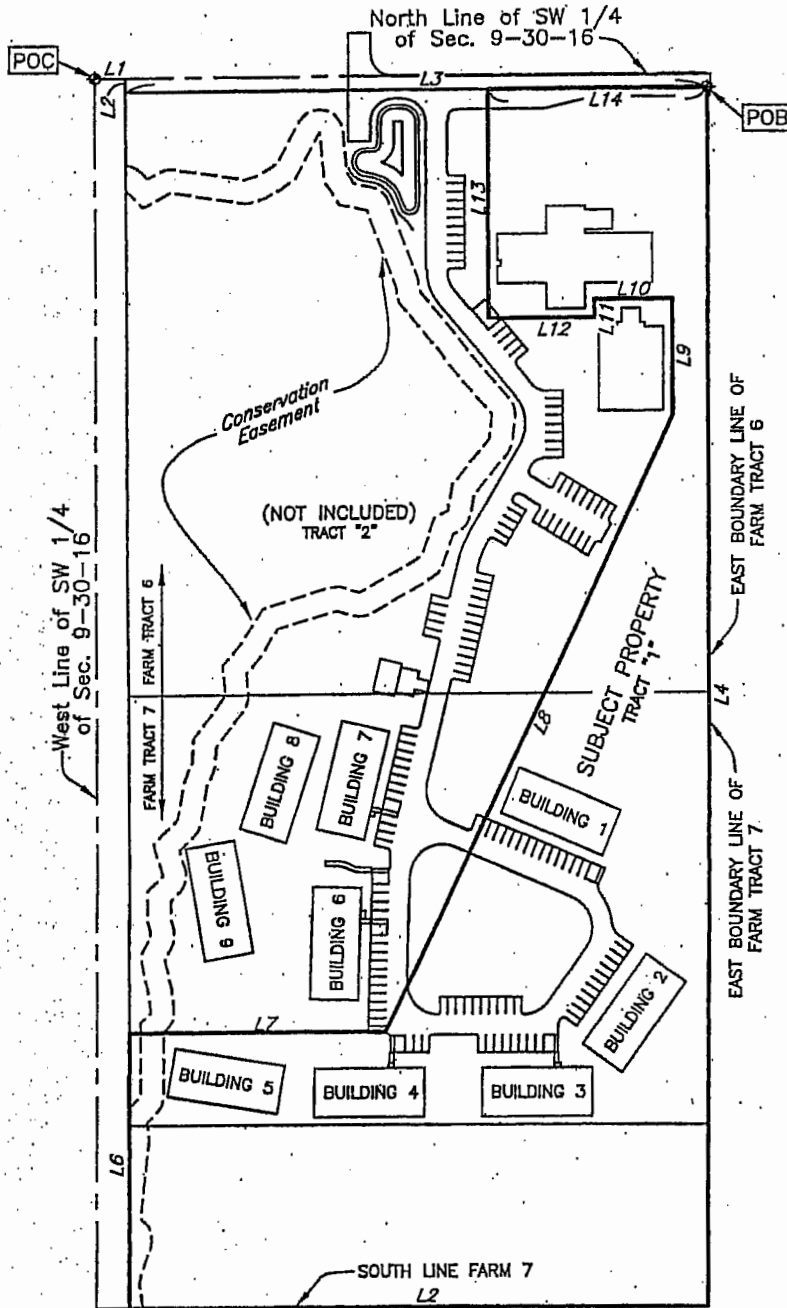 North Line of SW 1/4
of Sec. 9-30-16
POC
L1
L2
L3
L14
POB
L13
L10
L11
L12
L9
Conservation
Easement
(NOT INCLUDED)
TRACT "2"
West Line of SW 1/4
of Sec. 9-30-16
FARM TRACT 6
FARM TRACT 7
EAST BOUNDARY LINE OF
FARM TRACT 6
SUBJECT PROPERTY
TRACT "1"
L4
L8
EAST BOUNDARY LINE OF
FARM TRACT 7
BUILDING 8
BUILDING 7
BUILDING 1
BUILDING 9
BUILDING 6
BUILDING 2
L7
BUILDING 5
BUILDING 4
BUILDING 3
L6
SOUTH LINE FARM 7
L2